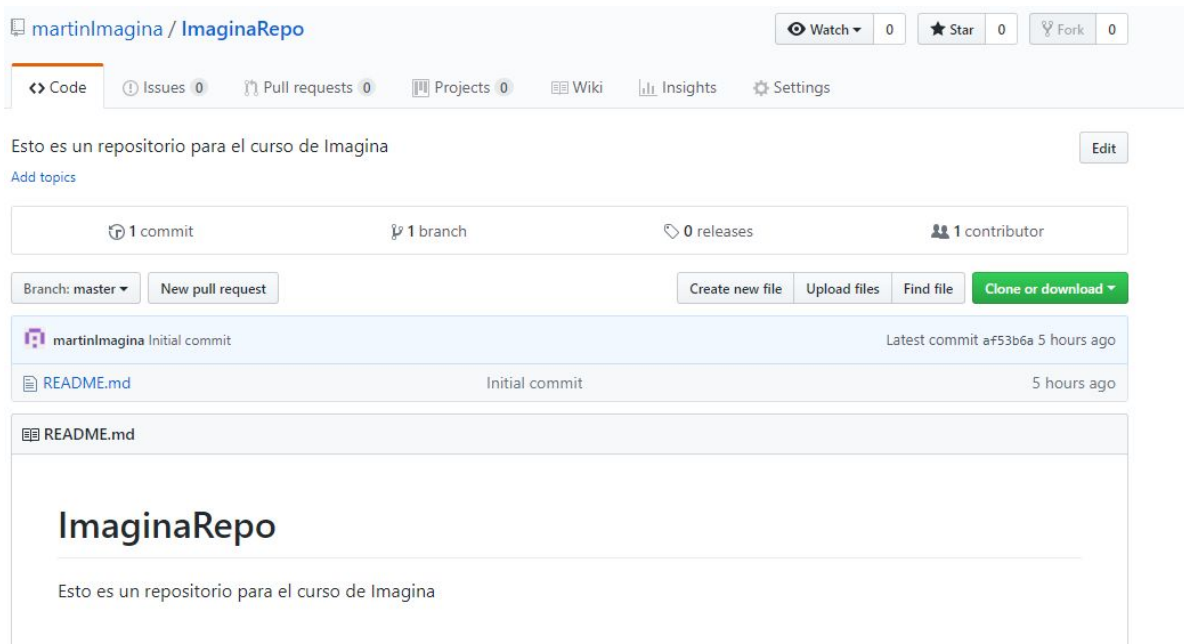 martinImagina / ImaginaRepo
Watch 0 Star 0 Fork 0
Code Issues 0 Pull requests 0 Projects 0 Wiki Insights Settings
Esto es un repositorio para el curso de Imagina Edit
Add topics
1 commit 1 branch 0 releases 1 contributor
Branch: master New pull request Create new file Upload files Find file Clone or download
martinImagina Initial commit Latest commit af53b6a 5 hours ago
README.md Initial commit 5 hours ago
README.md
ImaginaRepo
Esto es un repositorio para el curso de Imagina